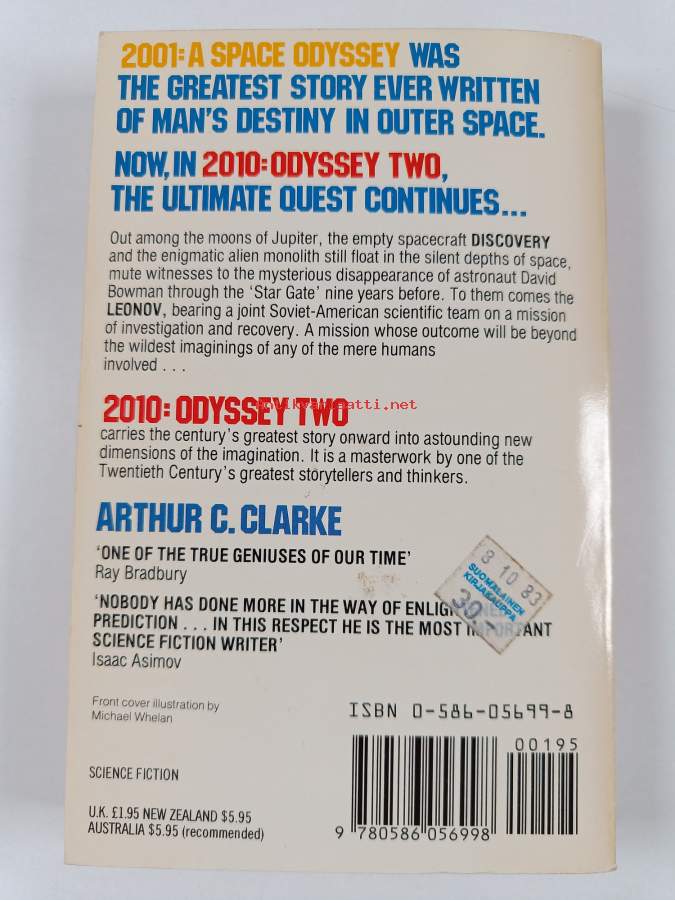 2001: A SPACE ODYSSEY WAS
THE GREATEST STORY EVER WRITTEN
OF MAN'S DESTINY IN OUTER SPACE.
NOW, IN 2010: ODYSSEY TWO,
THE ULTIMATE QUEST CONTINUES...
Out among the moons of Jupiter, the empty spacecraft DISCOVERY
and the enigmatic alien monolith still float in the silent depths of space,
mute witnesses to the mysterious disappearance of astronaut David
Bowman through the 'Star Gate' nine years before. To them comes the
LEONOV, bearing a joint Soviet-American scientific team on a mission
of investigation and recovery. A mission whose outcome will be beyond
the wildest imaginings of any of the mere humans
involved . . .
antikvariaatti.net
2010: ODYSSEY TWO
carries the century's greatest story onward into astounding new
dimensions of the imagination. It is a masterwork by one of the
Twentieth Century's greatest storytellers and thinkers.
ARTHUR C. CLARKE
'ONE OF THE TRUE GENIUSES OF OUR TIME'
Ray Bradbury
'NOBODY HAS DONE MORE IN THE WAY OF ENLIGHTENED
PREDICTION . . . IN THIS RESPECT HE IS THE MOST IMPORTANT
SCIENCE FICTION WRITER'
Isaac Asimov
8 10 83
SUOMALAINEN
KIRJAKAUPPA
39,-
Front cover illustration by
Michael Whelan
ISBN 0-586-05699-8
00195
SCIENCE FICTION
U.K. £1.95 NEW ZEALAND $5.95
AUSTRALIA $5.95 (recommended)
9 780586 056998